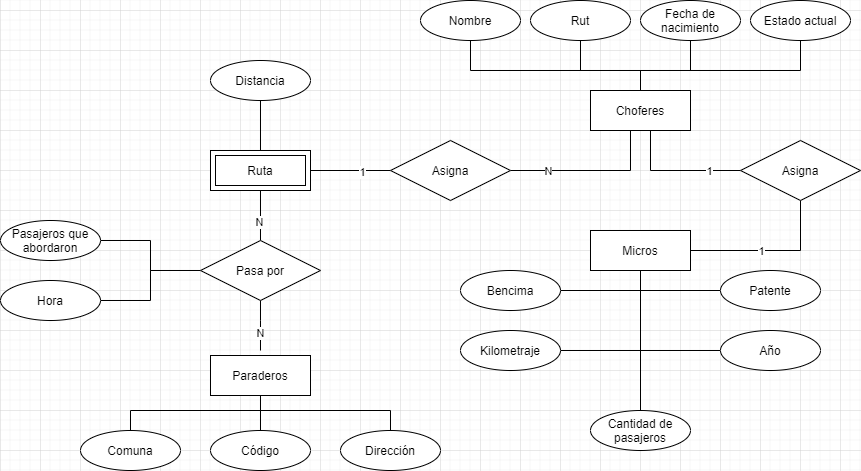 Nombre
Rut
Fecha de
nacimiento
Estado actual
Distancia
Choferes
Ruta
1
Asigna
N
1
Asigna
N
Pasajeros que
abordaron
Pasa por
Micros
1
Hora
Bencima
Patente
N
Kilometraje
Año
Paraderos
Cantidad de
pasajeros
Comuna
Código
Dirección